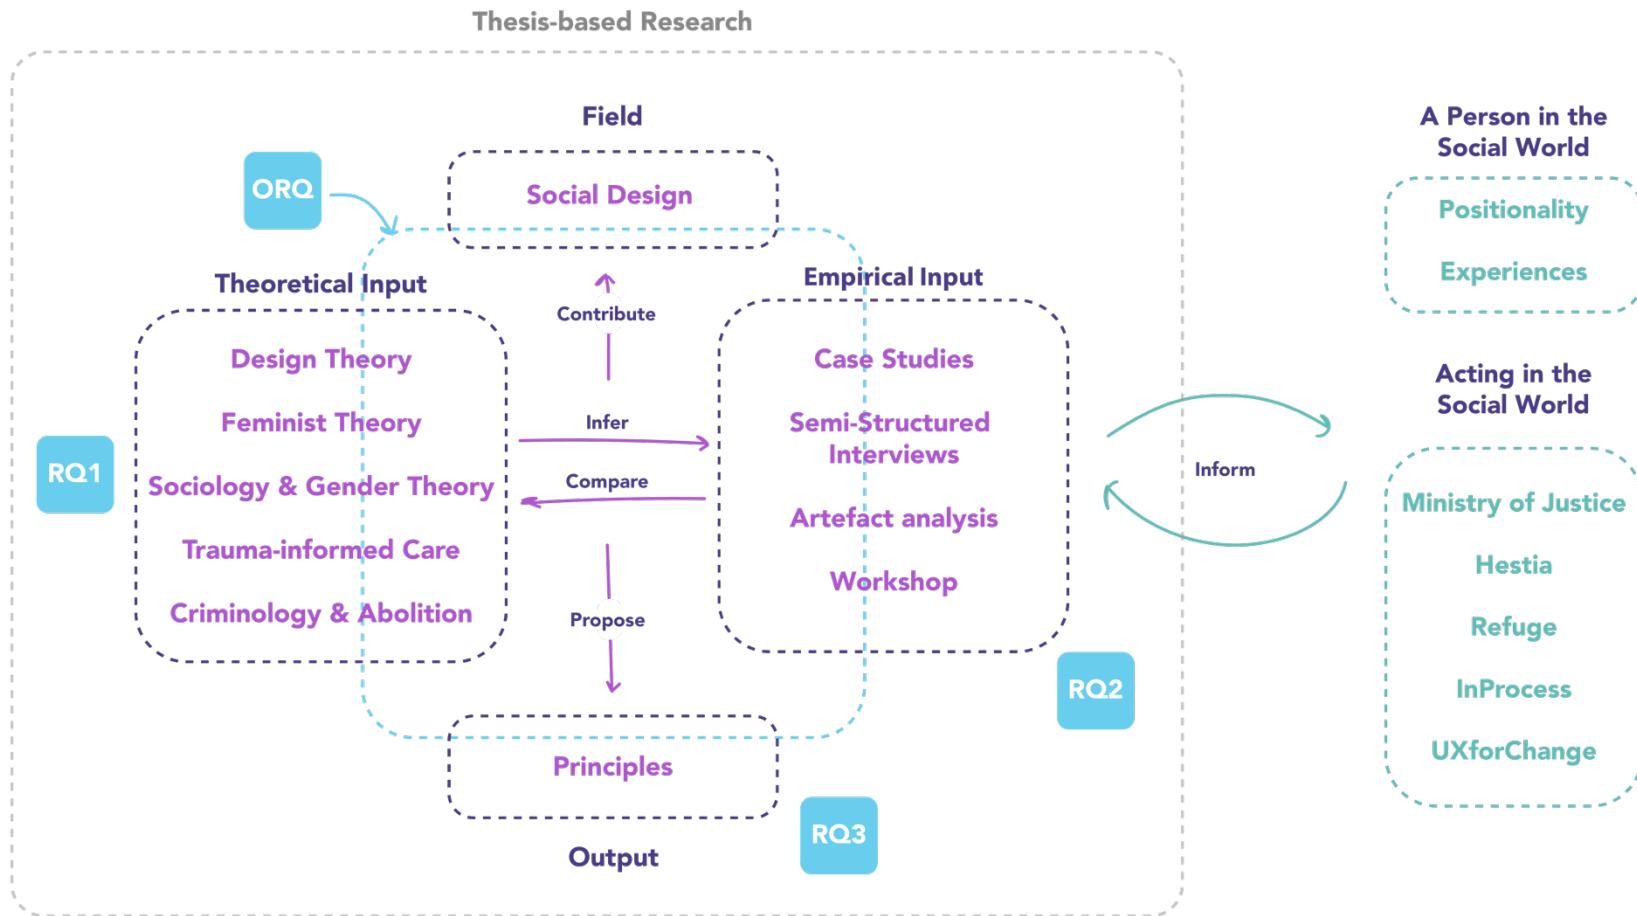 Thesis-based Research
Field
ORQ
Social Design
Theoretical Input
Design Theory
Feminist Theory
Sociology & Gender Theory
Trauma-informed Care
Criminology & Abolition
RQ1
Contribute
Infer
Compare
Propose
Empirical Input
Case Studies
Semi-Structured
Interviews
Artefact analysis
Workshop
RQ2
Principles
Output
RQ3
Inform
A Person in the
Social World
Positionality
Experiences
Acting in the
Social World
Ministry of Justice
Hestia
Refuge
InProcess
UXforChange